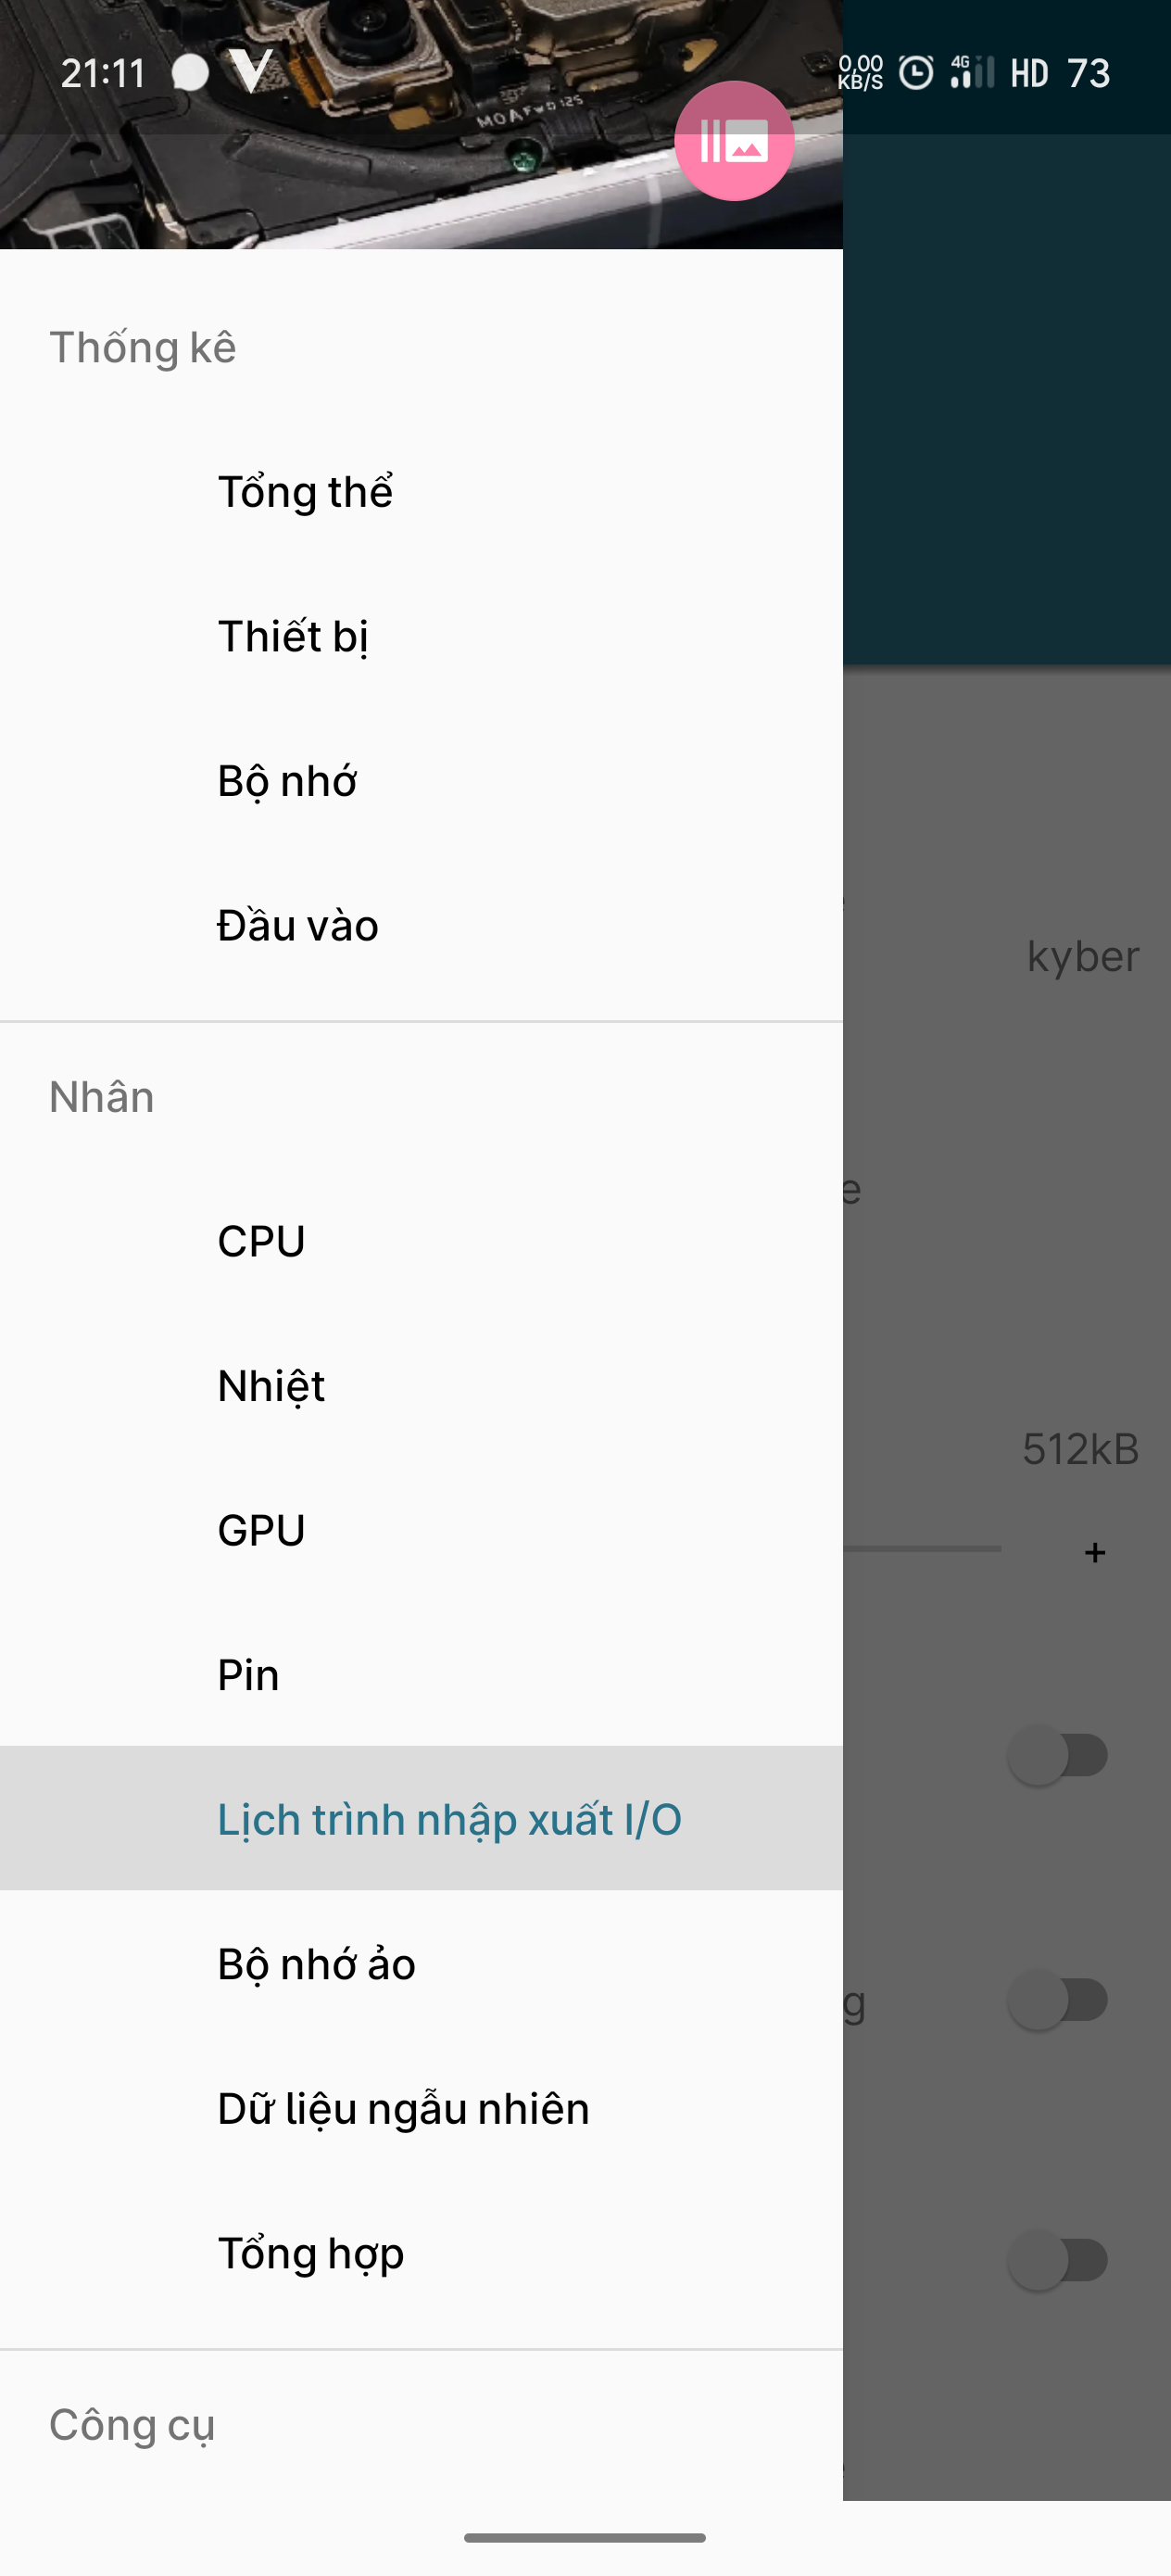 21:11
0,00
KB/S
4G
HD 73
MOAFWD125
Thống kê
Tổng thể
Thiết bị
Bộ nhớ
Đầu vào
kyber
Nhân
e
CPU
Nhiệt
512kB
GPU
+
Pin
Lịch trình nhập xuất I/O
Bộ nhớ ảo
g
Dữ liệu ngẫu nhiên
Tổng hợp
Công cụ